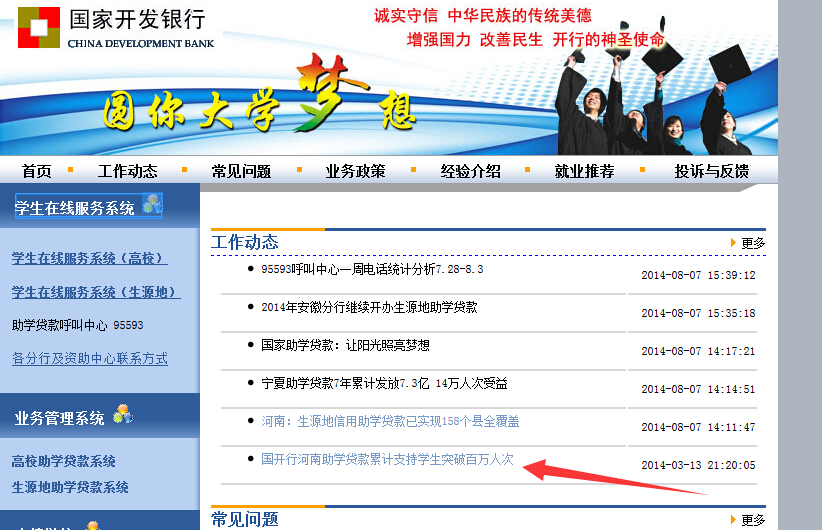 国家开发银行
CHINA DEVELOPMENT BANK
诚实守信 中华民族的传统美德
增强国力 改善民生 开行的神圣使命
圆你大学梦想
首页 工作动态 常见问题 业务政策 经验介绍 就业推荐 投诉与反馈
学生在线服务系统
学生在线服务系统（高校）
学生在线服务系统（生源地）
助学贷款呼叫中心 95593
各分行及资助中心联系方式
业务管理系统
高校助学贷款系统
生源地助学贷款系统
工作动态 更多
95593呼叫中心一周电话统计分析7.28-8.3 2014-08-07 15:39:12
2014年安徽分行继续开办生源地助学贷款 2014-08-07 15:35:18
国家助学贷款：让阳光照亮梦想 2014-08-07 14:17:21
宁夏助学贷款7年累计发放7.3亿 14万人次受益 2014-08-07 14:14:51
河南：生源地信用助学贷款已实现158个县全覆盖 2014-08-07 14:11:47
国开行河南助学贷款累计支持学生突破百万人次 2014-03-13 21:20:05
常见问题 更多